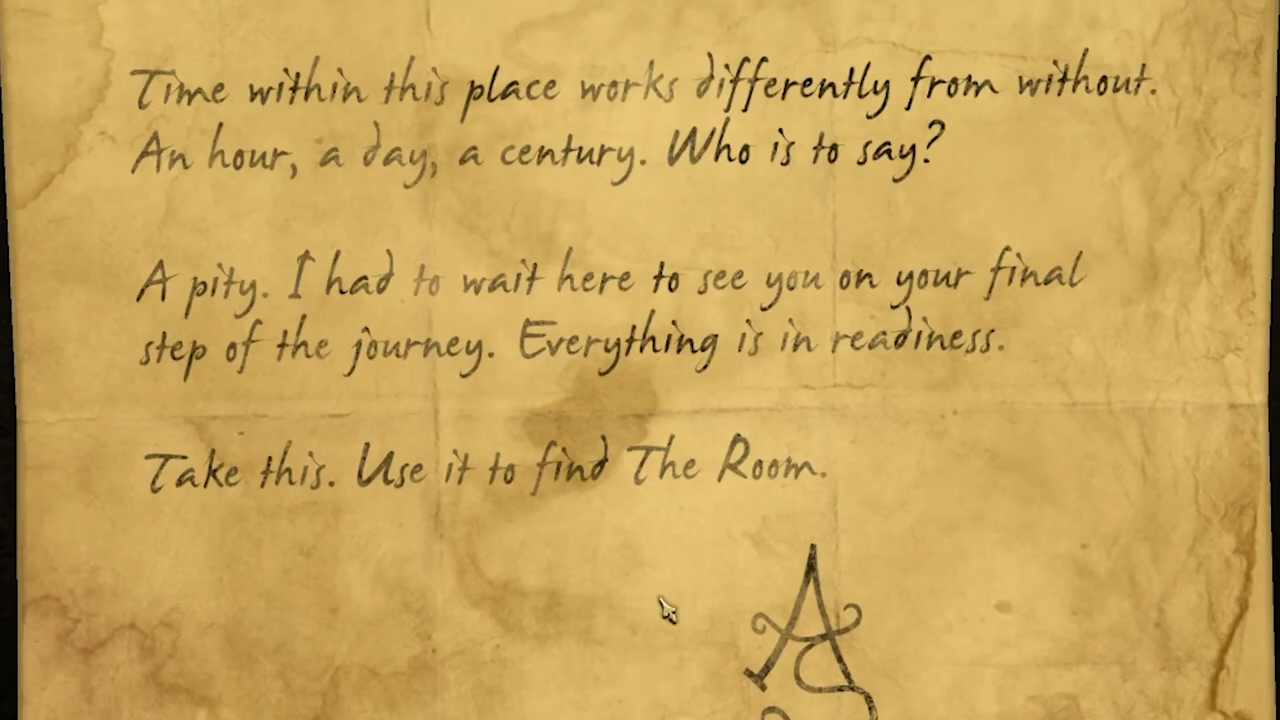 Time within this place works differently from without.
An hour, a day, a century. Who is to say?
A pity. I had to wait here to see you on your final
step of the journey. Everything is in readiness.
Take this. Use it to find The Room.
A